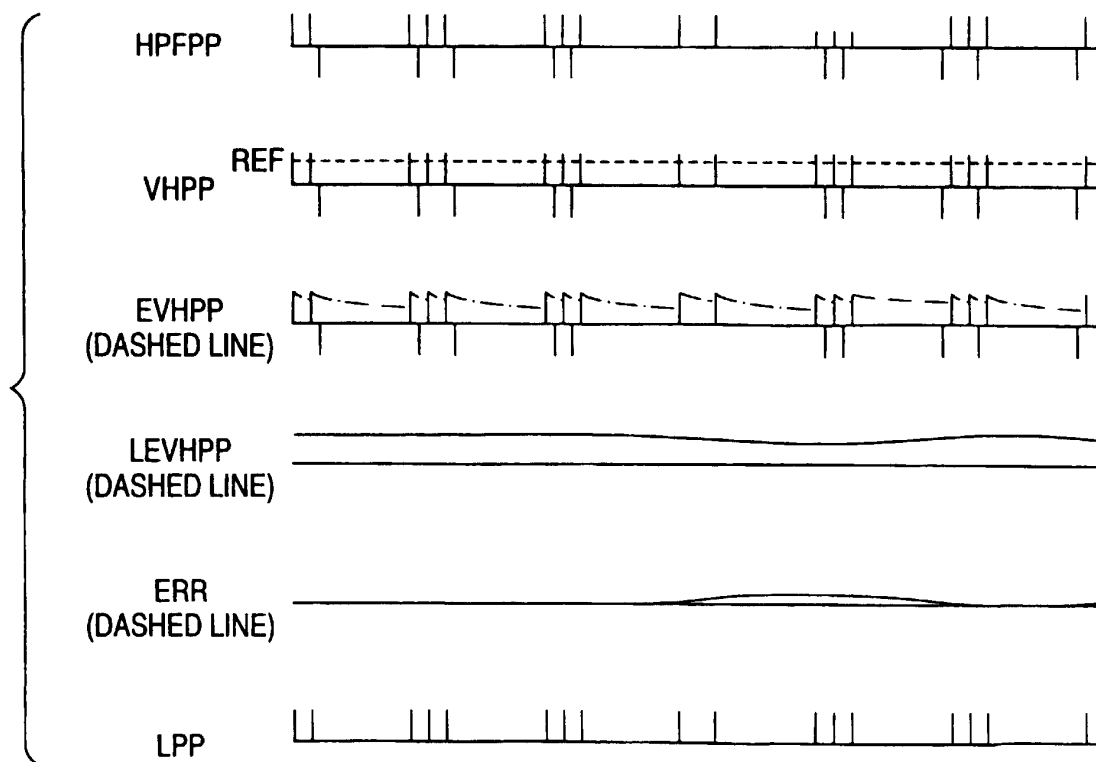 HPFPP
REF
VHPP
EVHPP
(DASHED LINE)
LEVHPP
(DASHED LINE)
ERR
(DASHED LINE)
LPP